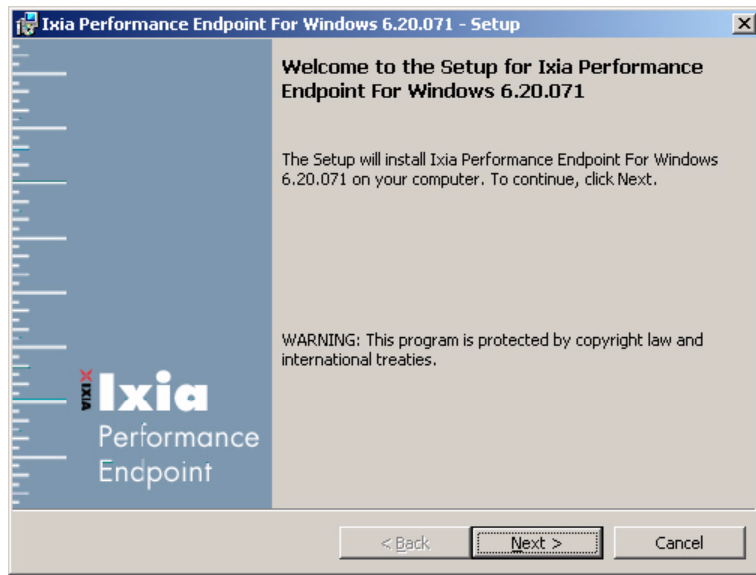 Ixia Performance Endpoint For Windows 6.20.071 - Setup
Welcome to the Setup for Ixia Performance
Endpoint For Windows 6.20.071
The Setup will install Ixia Performance Endpoint For Windows
6.20.071 on your computer. To continue, click Next.
WARNING: This program is protected by copyright law and
international treaties.
IXIA
Ixia
Performance
Endpoint
< Back
Next >
Cancel